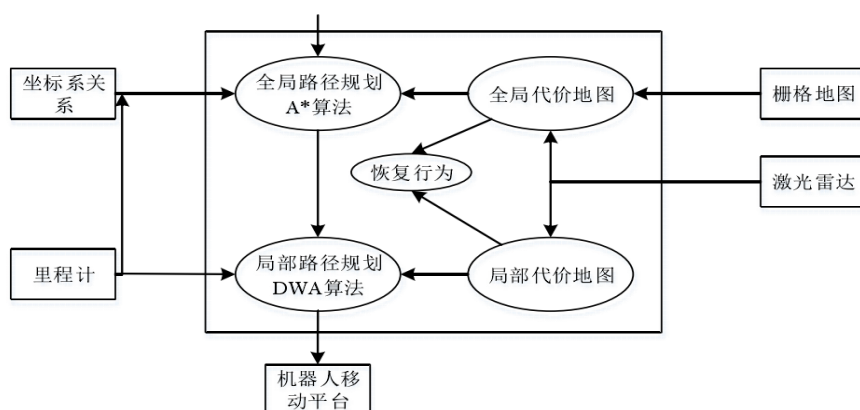 坐标系关
系
全局路径规划
A*算法
全局代价地图
栅格地图
恢复行为
激光雷达
里程计
局部路径规划
DWA算法
局部代价地图
机器人移
动平台